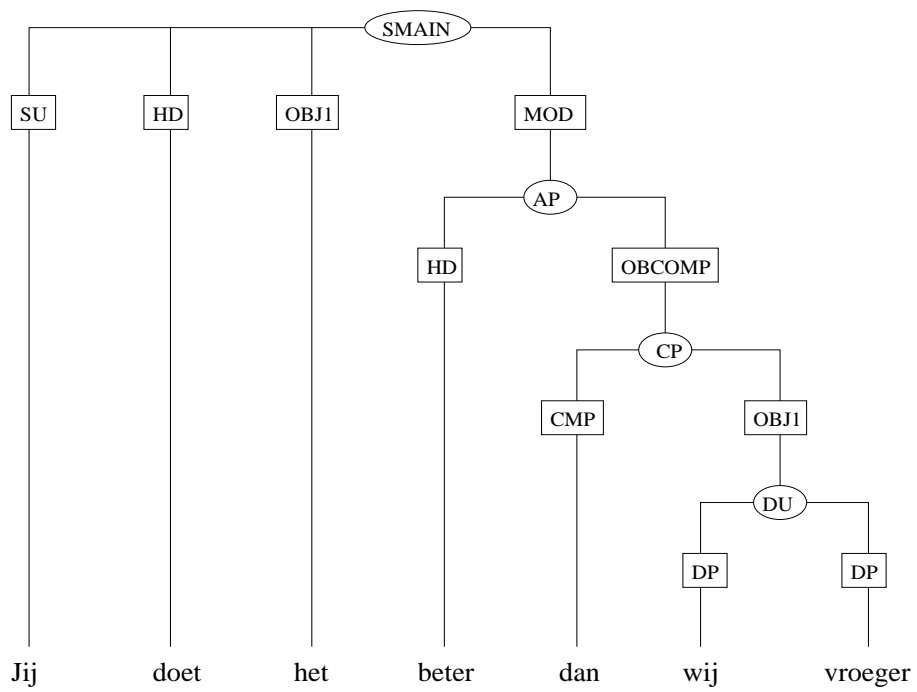 SMAIN
SU HD OBJ1 MOD
AP
HD OBCOMP
CP
CMP OBJ1
DU
DP DP
Jij doet het beter dan wij vroeger